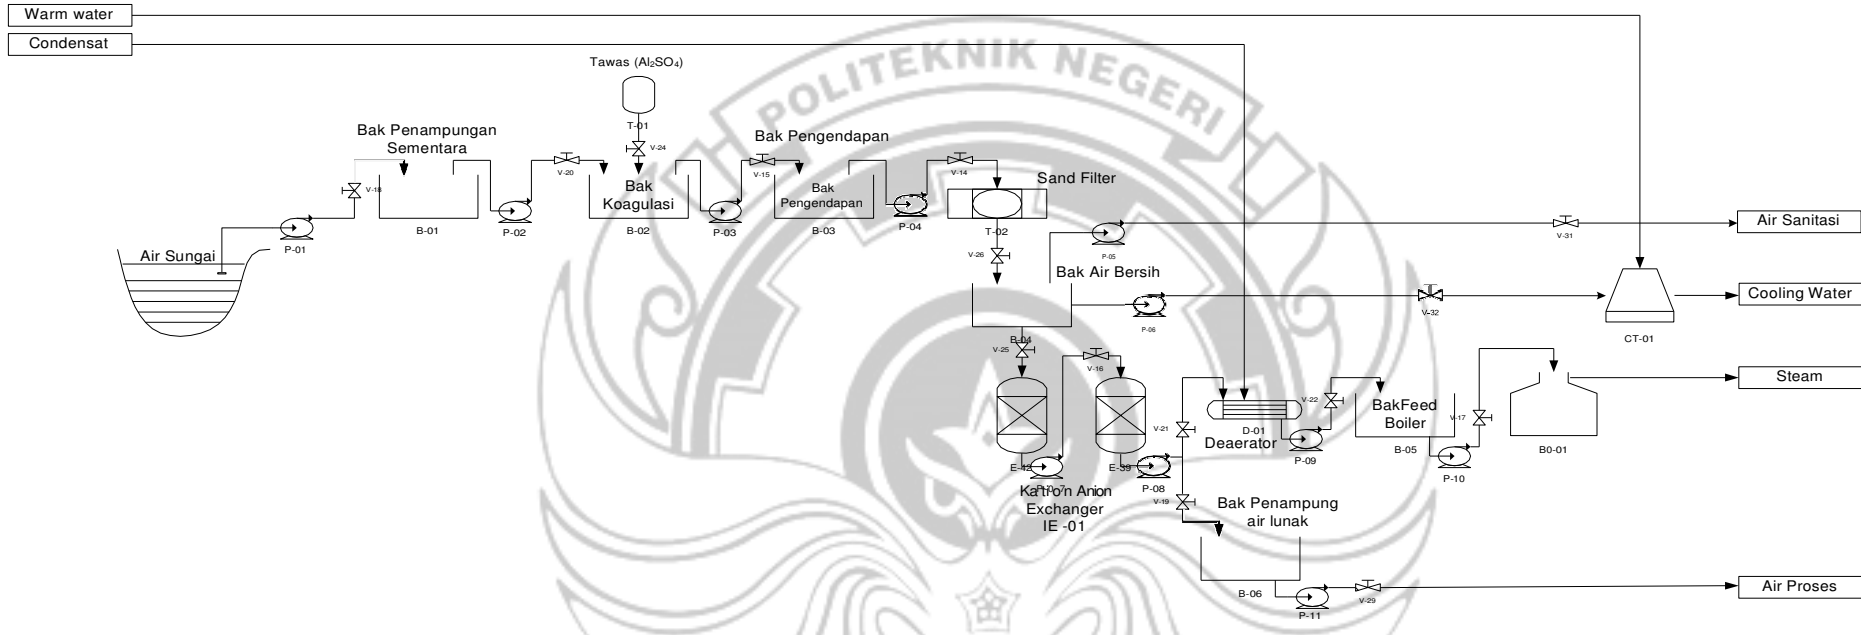 Warm water
Condensat
POLITEKNIK NEGERI
Tawas (Al₂SO₄)
T-01
V-24
Bak Penampungan
Sementara
V-18
B-01
P-01
Air Sungai
P-02
V-20
Bak
Koagulasi
B-02
P-03
V-15
Bak Pengendapan
Bak
Pengendapan
B-03
P-04
V-14
Sand Filter
T-02
V-26
P-05
V-31
Air Sanitasi
Bak Air Bersih
B-04
P-06
V-32
CT-01
Cooling Water
V-25
V-16
E-42
E-39
Kation Anion
Exchanger
IE -01
P-08
V-21
V-19
D-01
Deaerator
P-09
V-22
BakFeed
Boiler
B-05
P-10
V-17
B0-01
Steam
Bak Penampung
air lunak
B-06
P-11
V-29
Air Proses